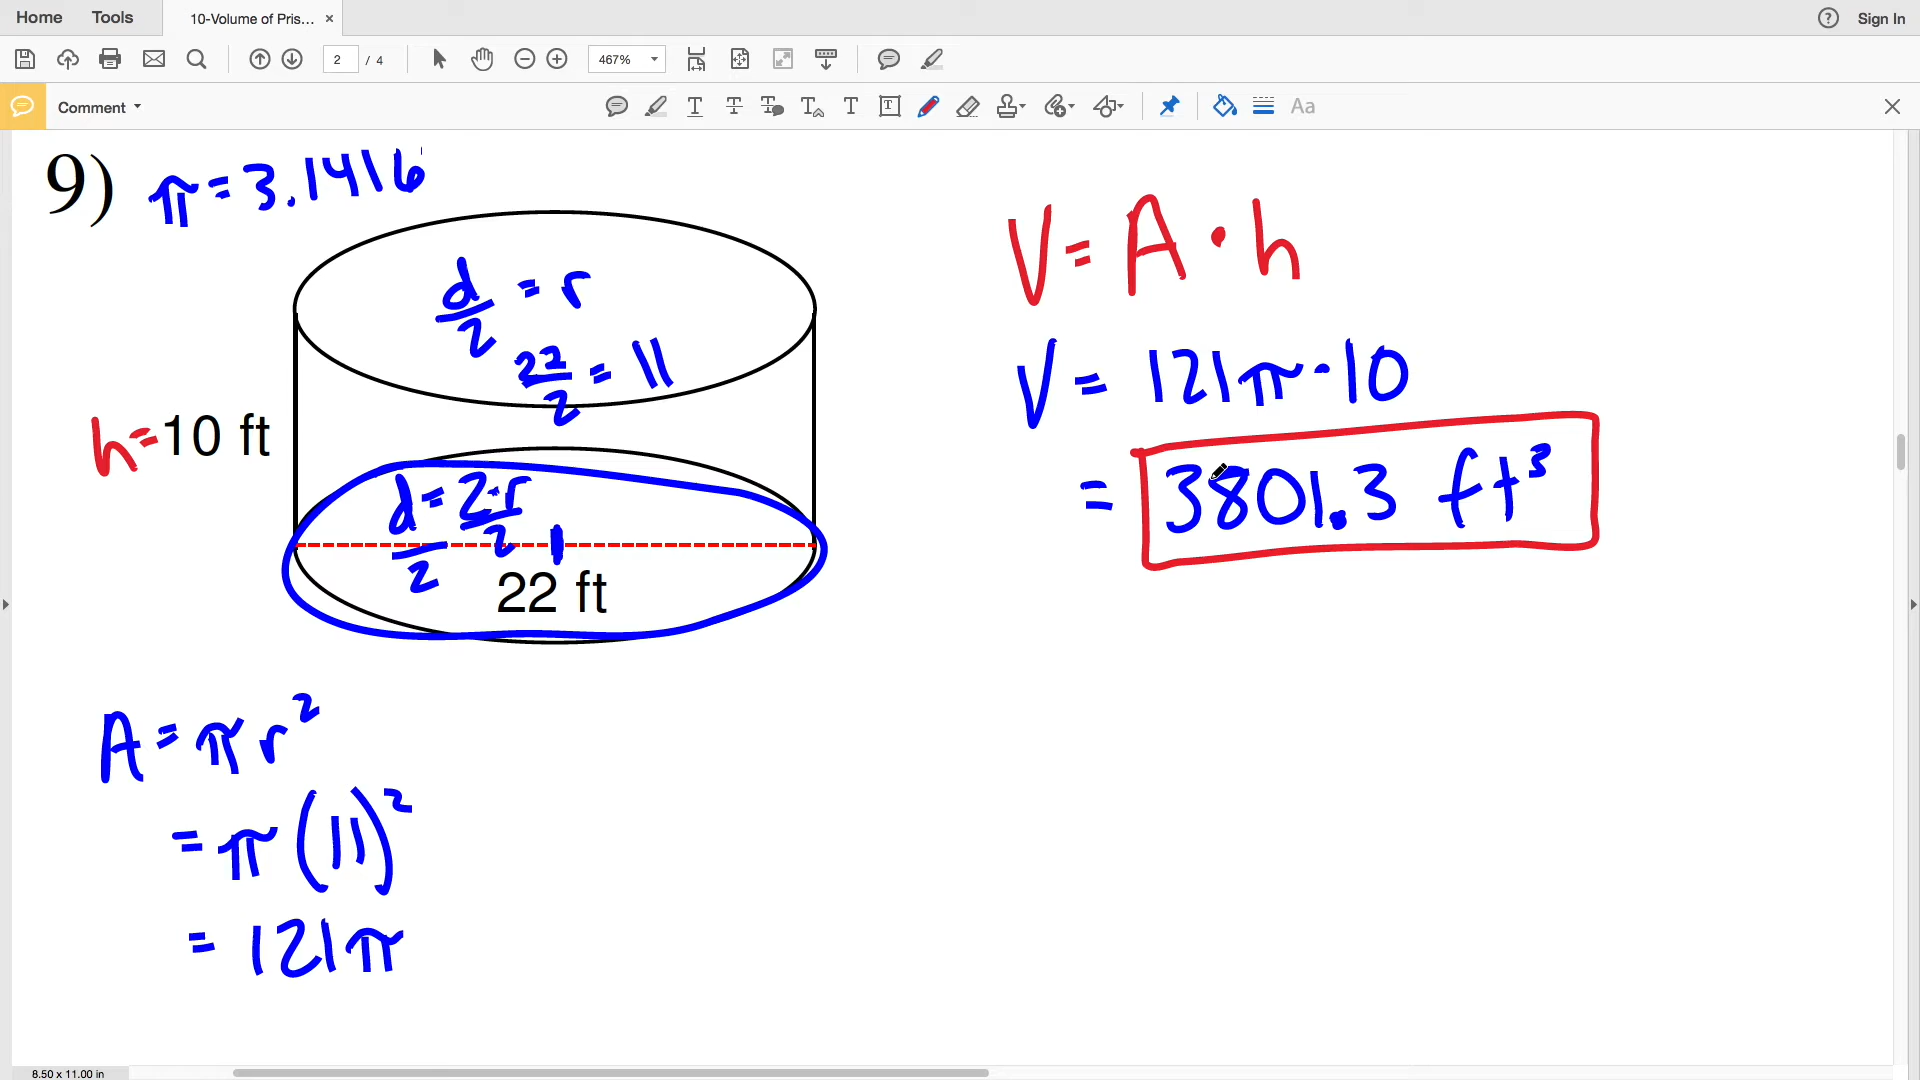 Home Tools 10-Volume of Pris... × ? Sign In
2 / 4 467%
Comment Aa
9) π = 3.1416
d/2 = r
22/2 = 11
h = 10 ft
d/2 = 2·r/2
22 ft
A = πr²
= π(11)²
= 121π
V = A · h
V = 121π · 10
= 3801.3 ft³
8.50 x 11.00 in